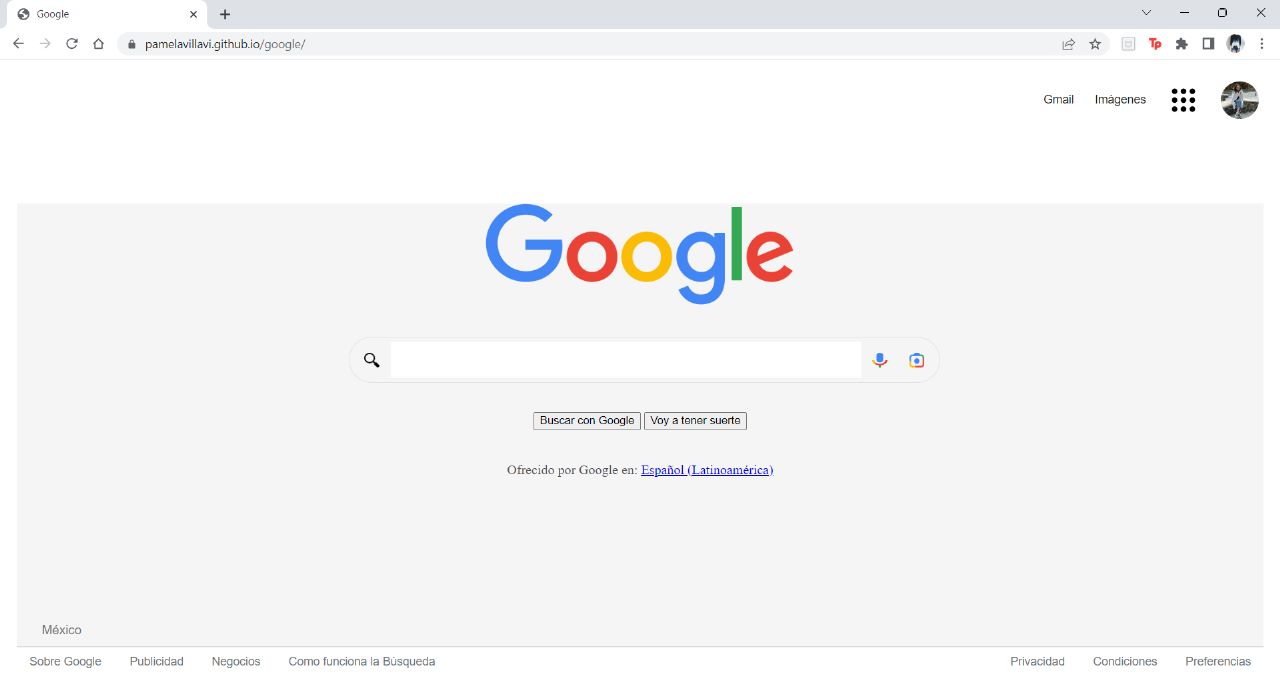 Google
pamelavillavi.github.io/google/
Tp
Gmail Imágenes
Google
Buscar con Google Voy a tener suerte
Ofrecido por Google en: Español (Latinoamérica)
México
Sobre Google Publicidad Negocios Como funciona la Búsqueda Privacidad Condiciones Preferencias